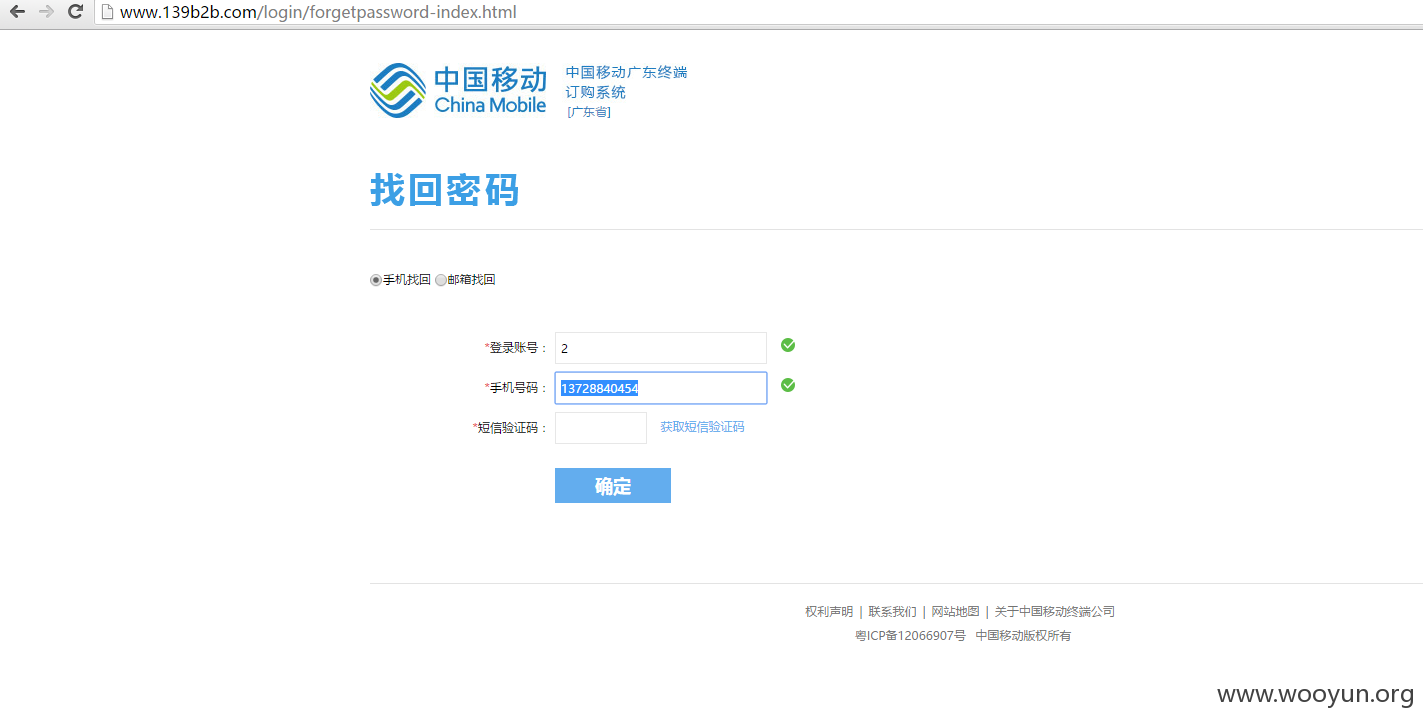 www.139b2b.com/login/forgetpassword-index.html
中国移动
China Mobile
中国移动广东终端
订购系统
[广东省]
找回密码
手机找回 邮箱找回
*登录账号： 2
*手机号码： 13728840454
*短信验证码： 获取短信验证码
确定
权利声明 | 联系我们 | 网站地图 | 关于中国移动终端公司
粤ICP备12066907号 中国移动版权所有
www.wooyun.org